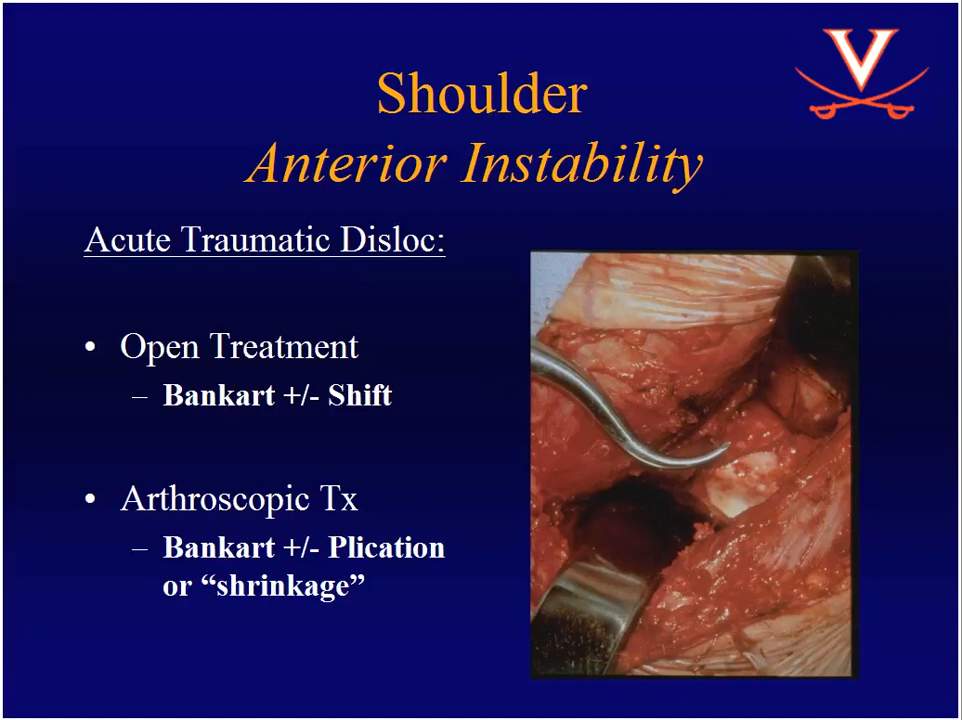 Shoulder
Anterior Instability
Acute Traumatic Disloc:
• Open Treatment
– Bankart +/- Shift
• Arthroscopic Tx
– Bankart +/- Plication
or “shrinkage”
V